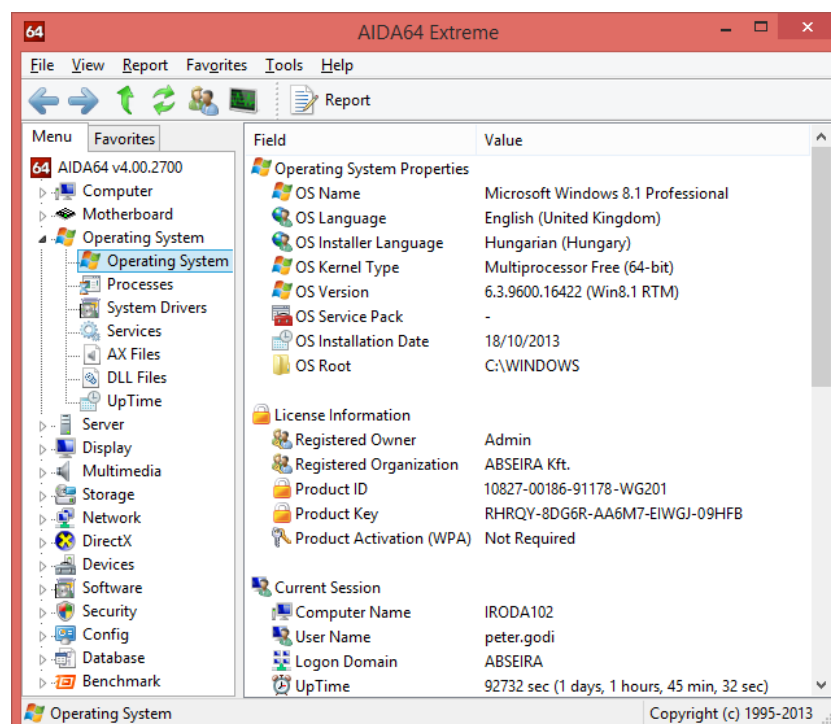 64 AIDA64 Extreme
File View Report Favorites Tools Help
Report
Menu Favorites
Field Value
64 AIDA64 v4.00.2700
Computer
Motherboard
Operating System
Operating System
Processes
System Drivers
Services
AX Files
DLL Files
UpTime
Server
Display
Multimedia
Storage
Network
DirectX
Devices
Software
Security
Config
Database
Benchmark
Operating System Properties
OS Name Microsoft Windows 8.1 Professional
OS Language English (United Kingdom)
OS Installer Language Hungarian (Hungary)
OS Kernel Type Multiprocessor Free (64-bit)
OS Version 6.3.9600.16422 (Win8.1 RTM)
OS Service Pack -
OS Installation Date 18/10/2013
OS Root C:\WINDOWS
License Information
Registered Owner Admin
Registered Organization ABSEIRA Kft.
Product ID 10827-00186-91178-WG201
Product Key RHRQY-8DG6R-AA6M7-EIWGJ-09HFB
Product Activation (WPA) Not Required
Current Session
Computer Name IRODA102
User Name peter.godi
Logon Domain ABSEIRA
UpTime 92732 sec (1 days, 1 hours, 45 min, 32 sec)
Operating System Copyright (c) 1995-2013